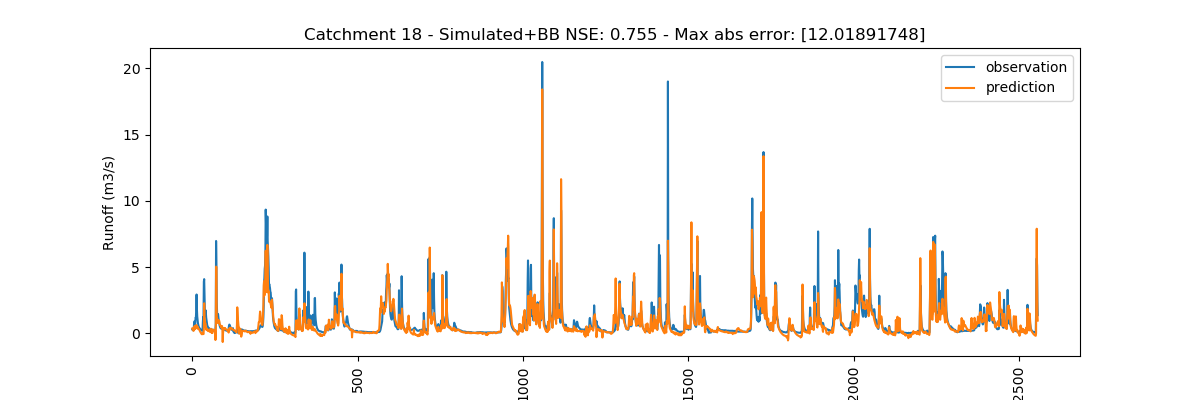 Catchment 18 - Simulated+BB NSE: 0.755 - Max abs error: [12.01891748]
observation
prediction
Runoff (m3/s)
20
15
10
5
0
0
500
1000
1500
2000
2500